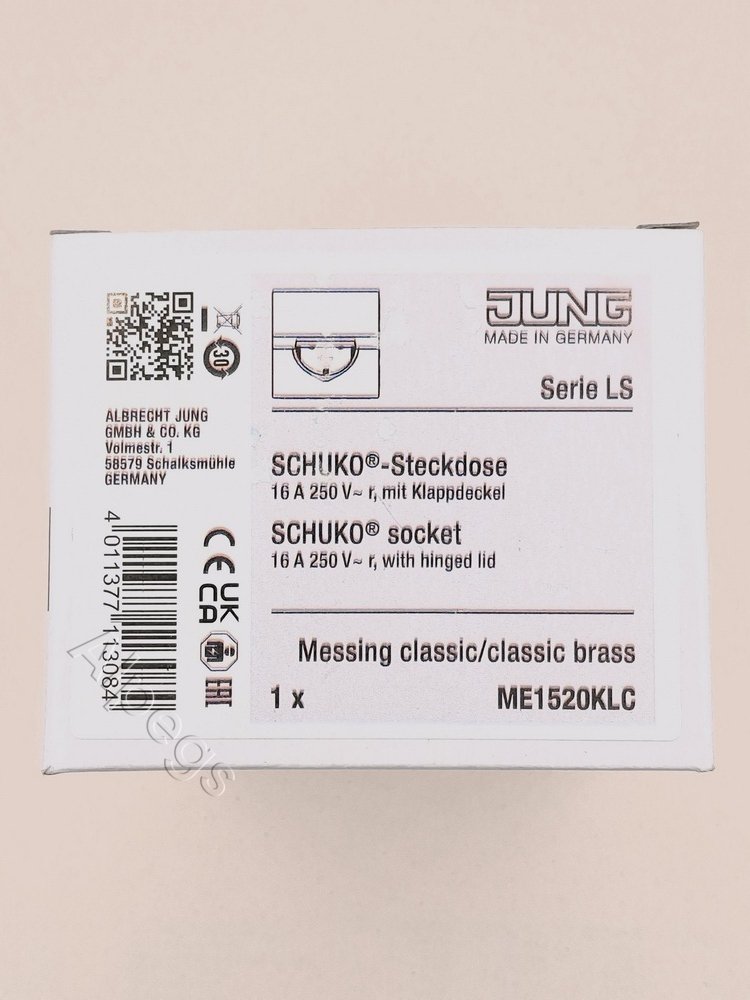 JUNG
MADE IN GERMANY
Serie LS
30
ALBRECHT JUNG
GMBH & CO. KG
Volmestr. 1
58579 Schalksmühle
GERMANY
SCHUKO®-Steckdose
16 A 250 V~ r, mit Klappdeckel
SCHUKO® socket
16 A 250 V~ r, with hinged lid
4 011377 113084
CE
UK
CA
EAC
Messing classic/classic brass
1 x
ME1520KLC
Albegs